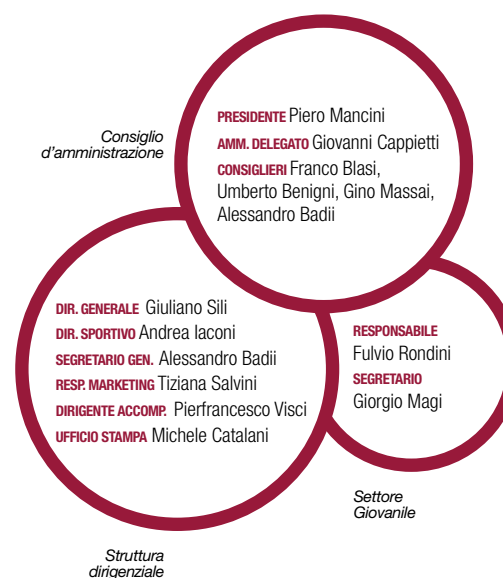 Consiglio
d'amministrazione
PRESIDENTE Piero Mancini
AMM. DELEGATO Giovanni Cappietti
CONSIGLIERI Franco Blasi,
Umberto Benigni, Gino Massai,
Alessandro Badii
DIR. GENERALE Giuliano Sili
DIR. SPORTIVO Andrea Iaconi
SEGRETARIO GEN. Alessandro Badii
RESP. MARKETING Tiziana Salvini
DIRIGENTE ACCOMP. Pierfrancesco Visci
UFFICIO STAMPA Michele Catalani
Struttura
dirigenziale
RESPONSABILE
Fulvio Rondini
SEGRETARIO
Giorgio Magi
Settore
Giovanile